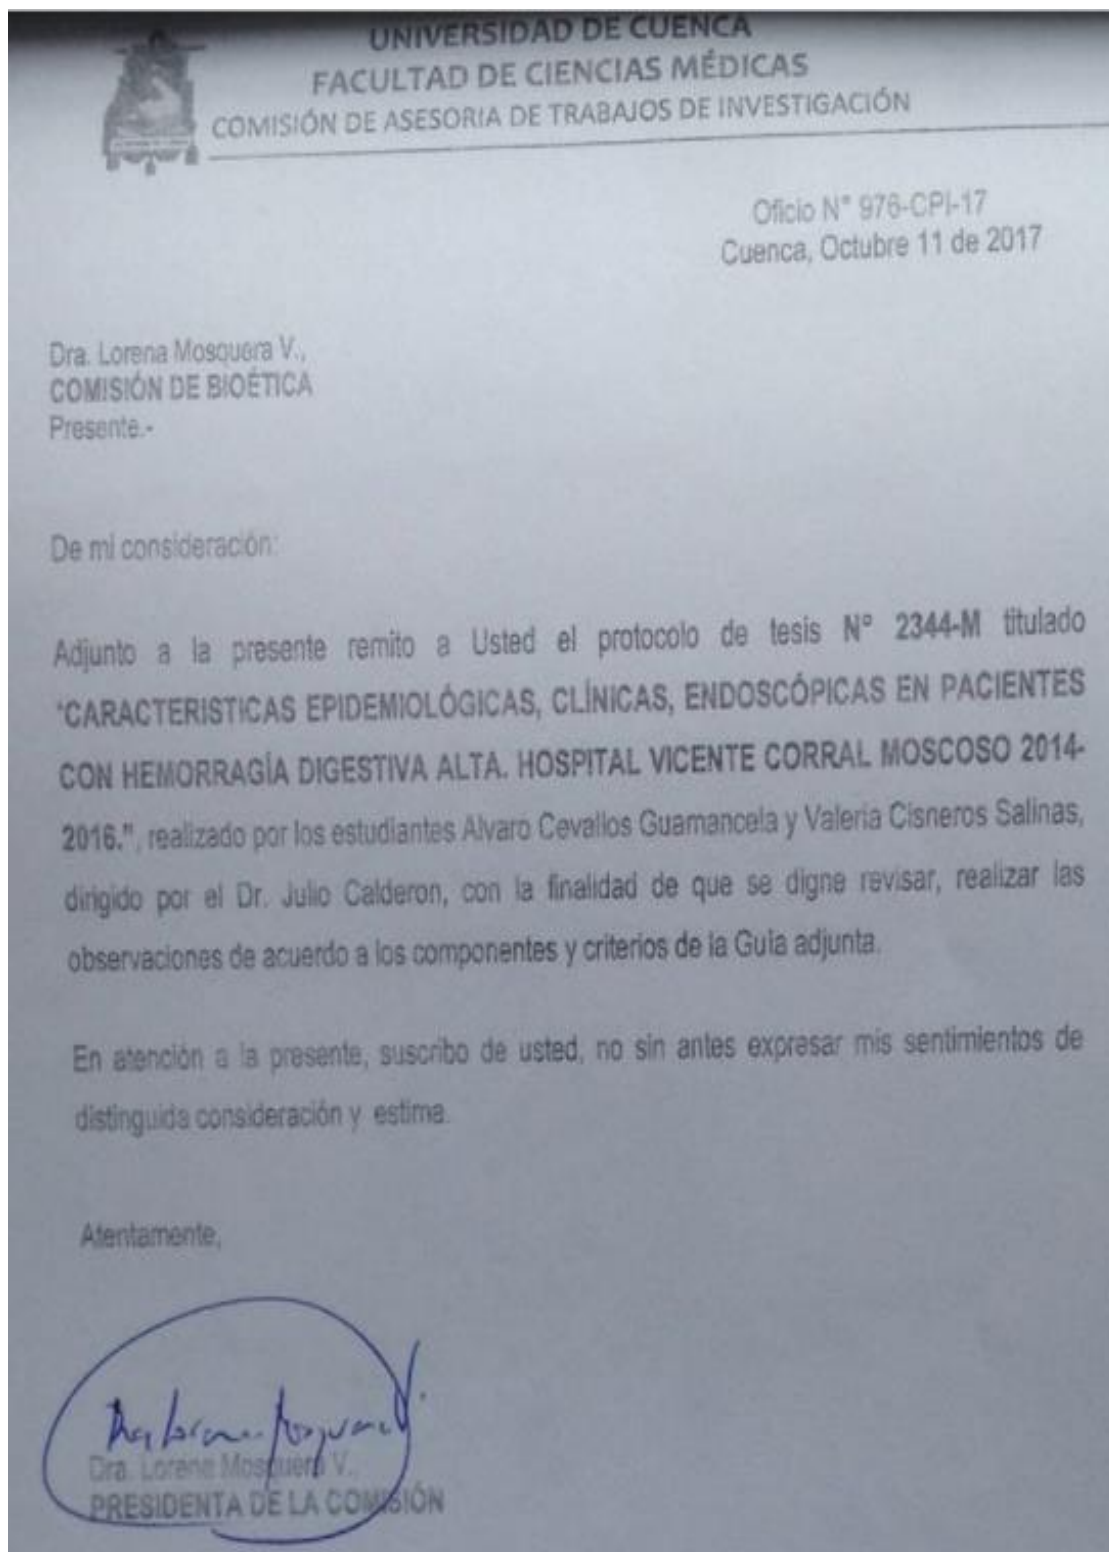 UNIVERSIDAD DE CUENCA
FACULTAD DE CIENCIAS MÉDICAS
COMISIÓN DE ASESORIA DE TRABAJOS DE INVESTIGACIÓN
Oficio N° 976-CPI-17
Cuenca, Octubre 11 de 2017
Dra. Lorena Mosquera V.,
COMISIÓN DE BIOÉTICA
Presente.-
De mi consideración:
Adjunto a la presente remito a Usted el protocolo de tesis Nº 2344-M titulado
"CARACTERISTICAS EPIDEMIOLÓGICAS, CLÍNICAS, ENDOSCÓPICAS EN PACIENTES
CON HEMORRAGÍA DIGESTIVA ALTA. HOSPITAL VICENTE CORRAL MOSCOSO 2014-
2016.", realizado por los estudiantes Alvaro Cevallos Guamancela y Valeria Cisneros Salinas,
dirigido por el Dr. Julio Calderon, con la finalidad de que se digne revisar, realizar las
observaciones de acuerdo a los componentes y criterios de la Guía adjunta.
En atención a la presente, suscribo de usted, no sin antes expresar mis sentimientos de
distinguida consideración y estima.
Atentamente,
Dra Lorena Mosquera V.
Dra. Lorena Mosquera V.,
PRESIDENTA DE LA COMISIÓN